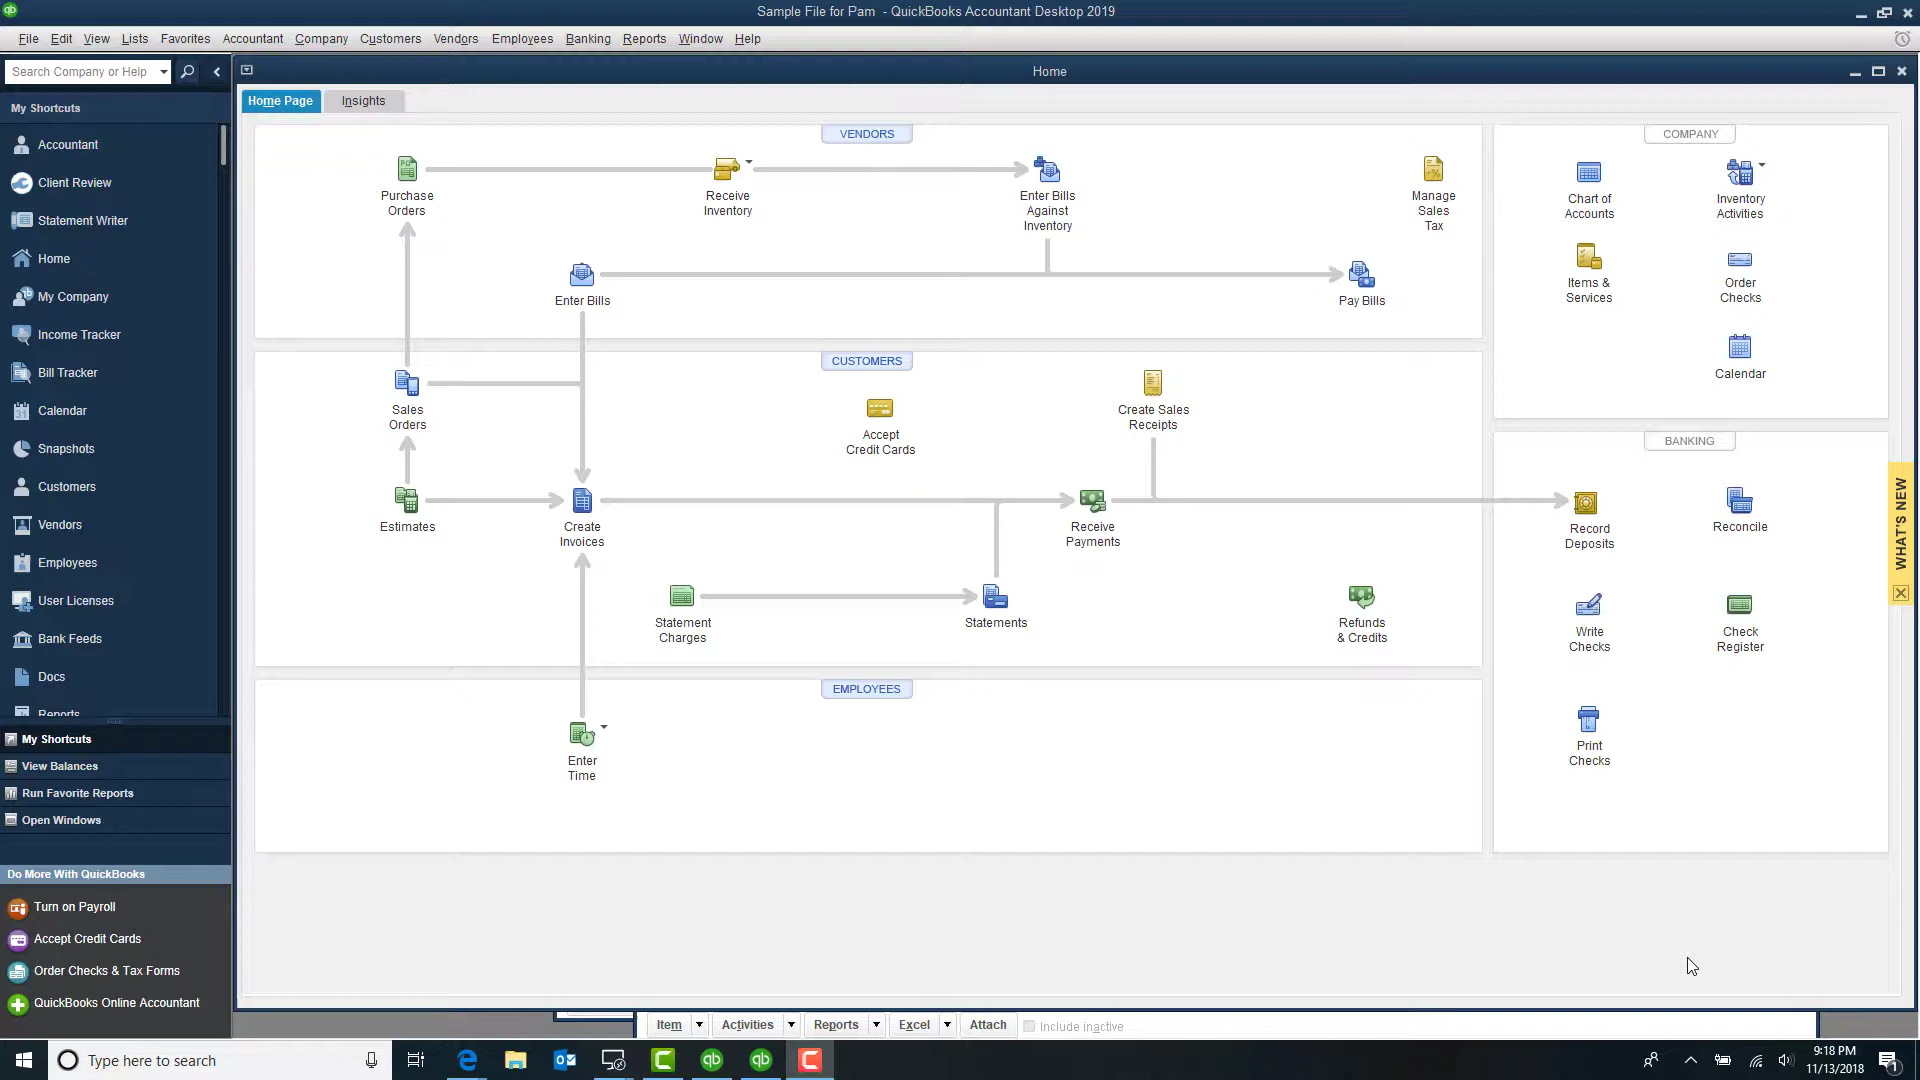 Sample File for Pam - QuickBooks Accountant Desktop 2019
File Edit View Lists Favorites Accountant Company Customers Vendors Employees Banking Reports Window Help
Search Company or Help
Home
My Shortcuts
Accountant
Client Review
Statement Writer
Home
My Company
Income Tracker
Bill Tracker
Calendar
Snapshots
Customers
Vendors
Employees
User Licenses
Bank Feeds
Docs
Reports
My Shortcuts
View Balances
Run Favorite Reports
Open Windows
Do More With QuickBooks
Turn on Payroll
Accept Credit Cards
Order Checks & Tax Forms
QuickBooks Online Accountant
Home Page Insights
VENDORS
Purchase
Orders
Receive
Inventory
Enter Bills
Against
Inventory
Manage
Sales
Tax
Enter Bills
Pay Bills
CUSTOMERS
Sales
Orders
Accept
Credit Cards
Create Sales
Receipts
Estimates
Create
Invoices
Receive
Payments
Statement
Charges
Statements
Refunds
& Credits
EMPLOYEES
Enter
Time
COMPANY
Chart of
Accounts
Inventory
Activities
Items &
Services
Order
Checks
Calendar
BANKING
Record
Deposits
Reconcile
Write
Checks
Check
Register
Print
Checks
WHAT'S NEW
Item Activities Reports Excel Attach Include inactive
Type here to search
9:18 PM
11/13/2018
1